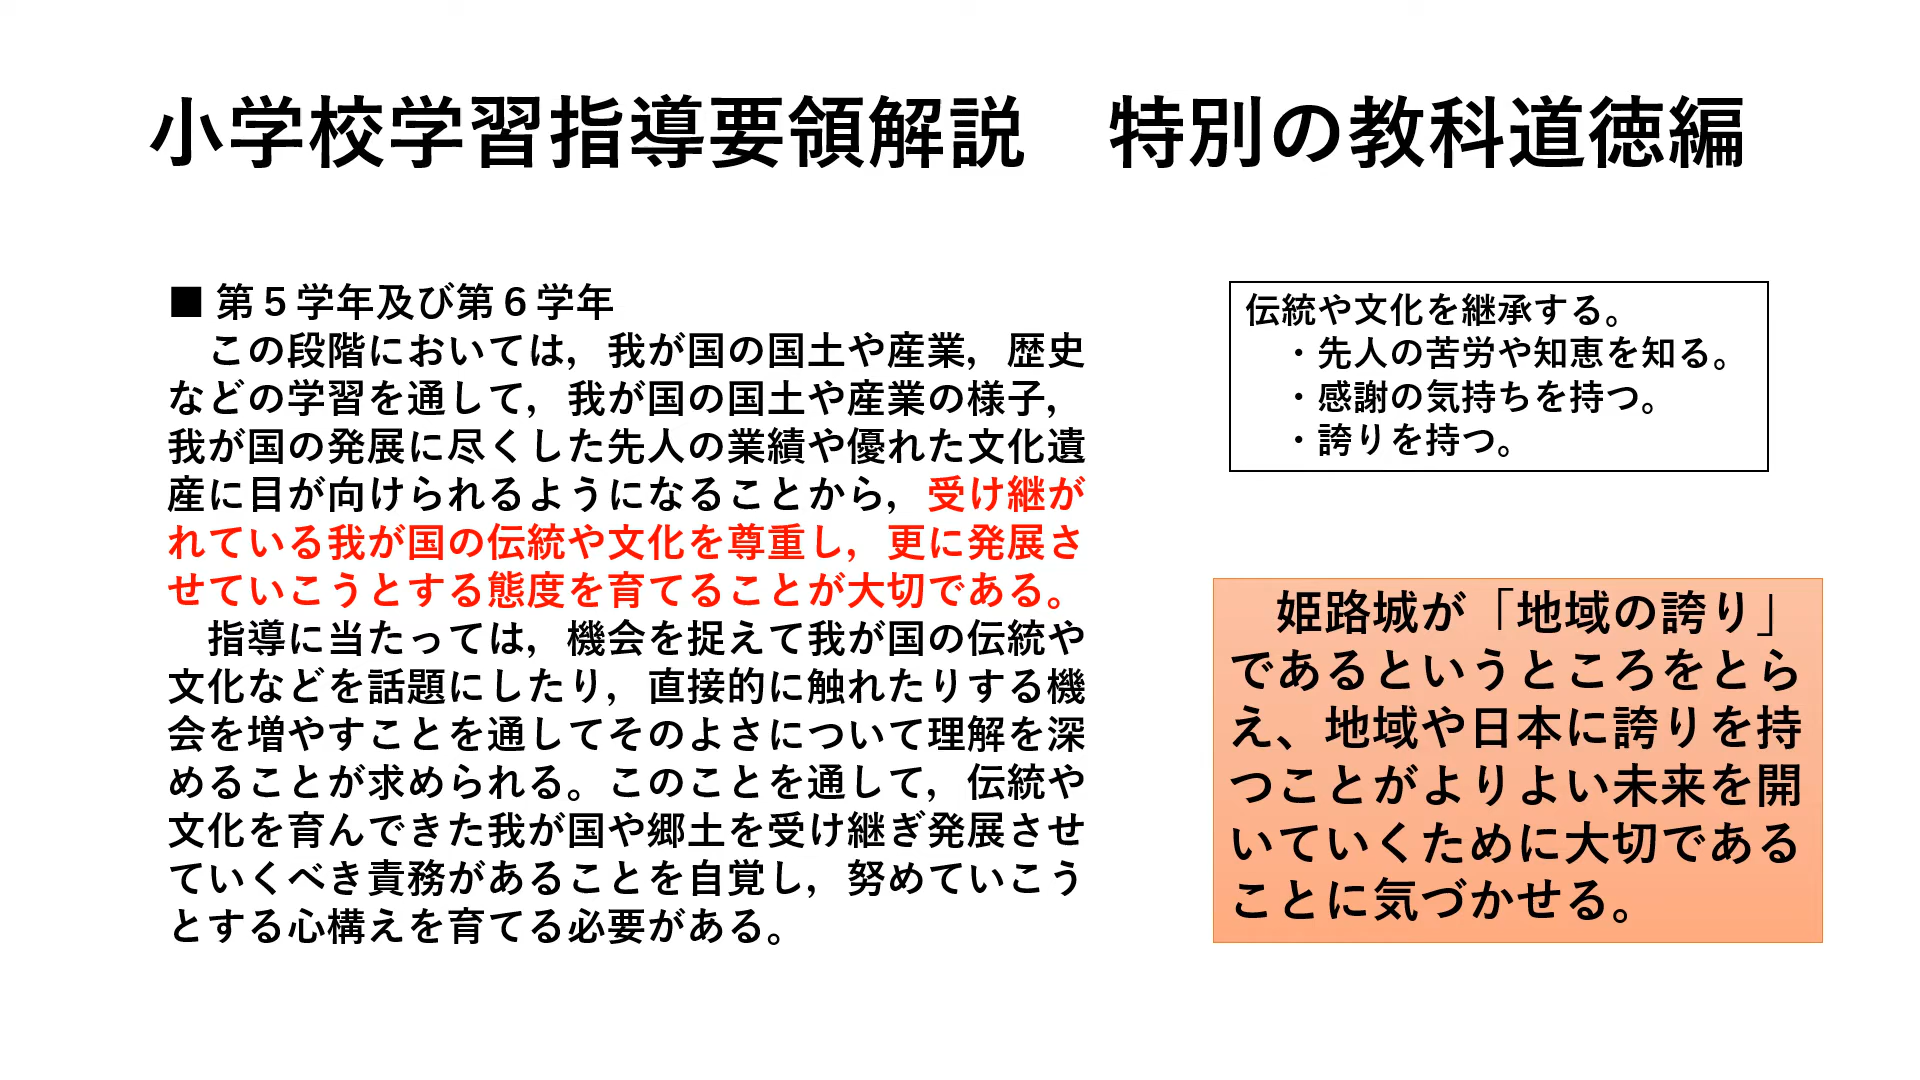 小学校学習指導要領解説　特別の教科道徳編
■ 第５学年及び第６学年
　この段階においては，我が国の国土や産業，歴史
などの学習を通して，我が国の国土や産業の様子，
我が国の発展に尽くした先人の業績や優れた文化遺
産に目が向けられるようになることから，受け継が
れている我が国の伝統や文化を尊重し，更に発展さ
せていこうとする態度を育てることが大切である。
　指導に当たっては，機会を捉えて我が国の伝統や
文化などを話題にしたり，直接的に触れたりする機
会を増やすことを通してそのよさについて理解を深
めることが求められる。このことを通して，伝統や
文化を育んできた我が国や郷土を受け継ぎ発展させ
ていくべき責務があることを自覚し，努めていこう
とする心構えを育てる必要がある。
伝統や文化を継承する。
・先人の苦労や知恵を知る。
・感謝の気持ちを持つ。
・誇りを持つ。
　姫路城が「地域の誇り」
であるというところをとら
え、地域や日本に誇りを持
つことがよりよい未来を開
いていくために大切である
ことに気づかせる。